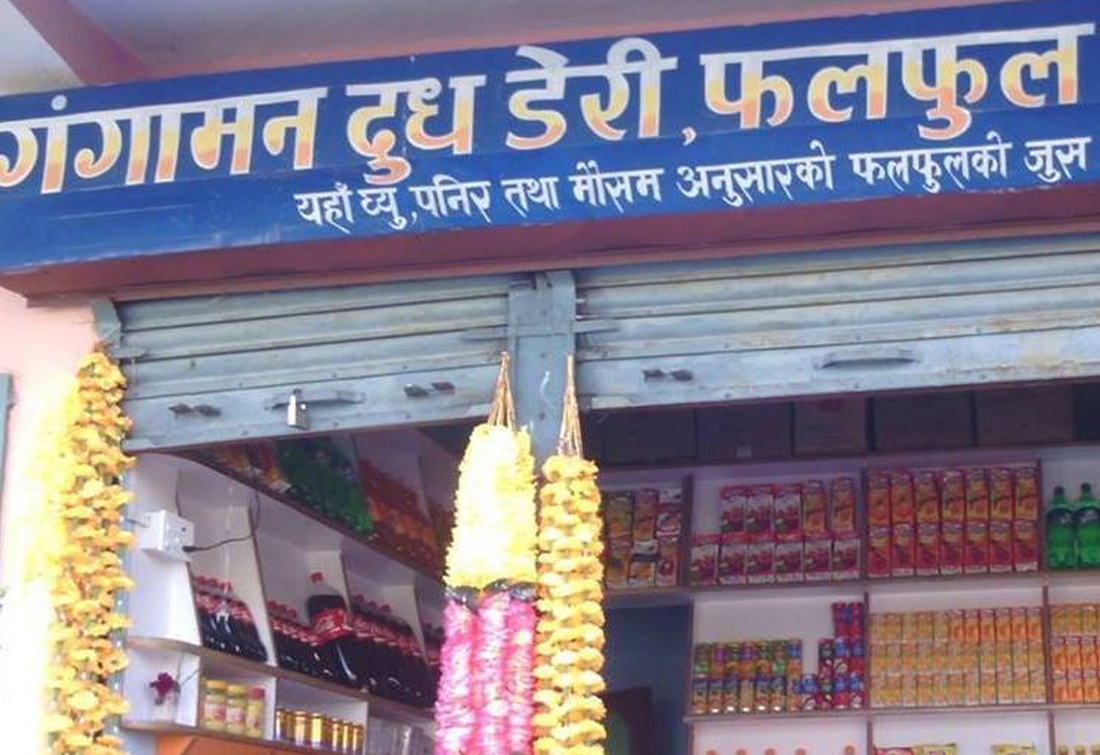 गंगामन दुध डेरी, फलफुल
यहाँ घ्यु, पनिर तथा मौसम अनुसारको फलफुलको जुस